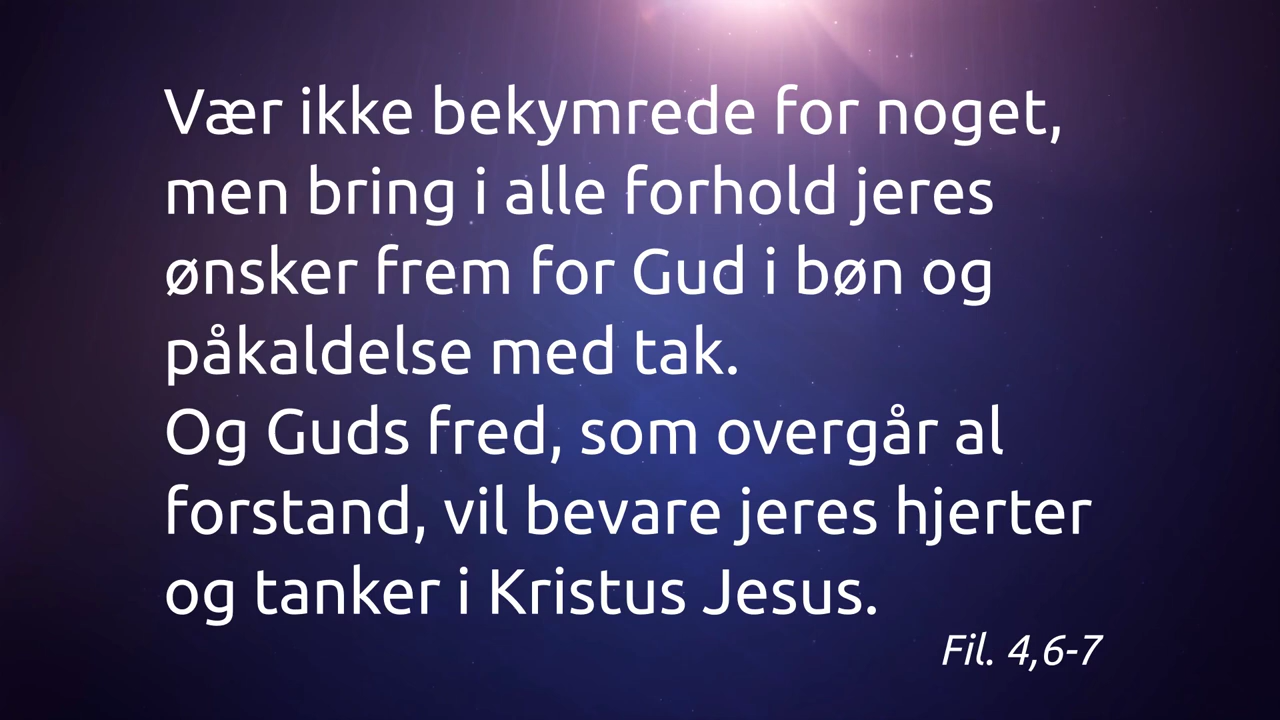 Vær ikke bekymrede for noget,
men bring i alle forhold jeres
ønsker frem for Gud i bøn og
påkaldelse med tak.
Og Guds fred, som overgår al
forstand, vil bevare jeres hjerter
og tanker i Kristus Jesus.
Fil. 4,6-7